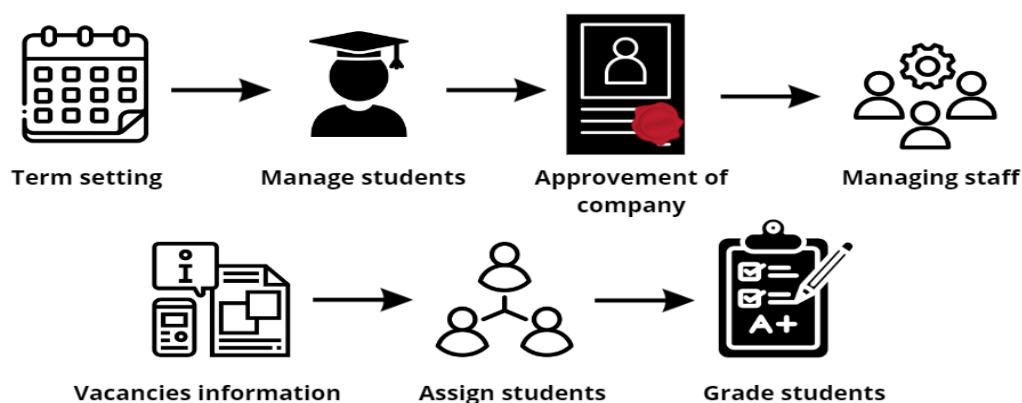 Term setting
Manage students
Approvement of
company
Managing staff
i
A+
Vacancies information
Assign students
Grade students